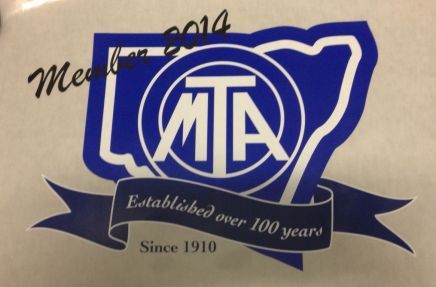 Member 2014
MTA
Established over 100 years
Since 1910